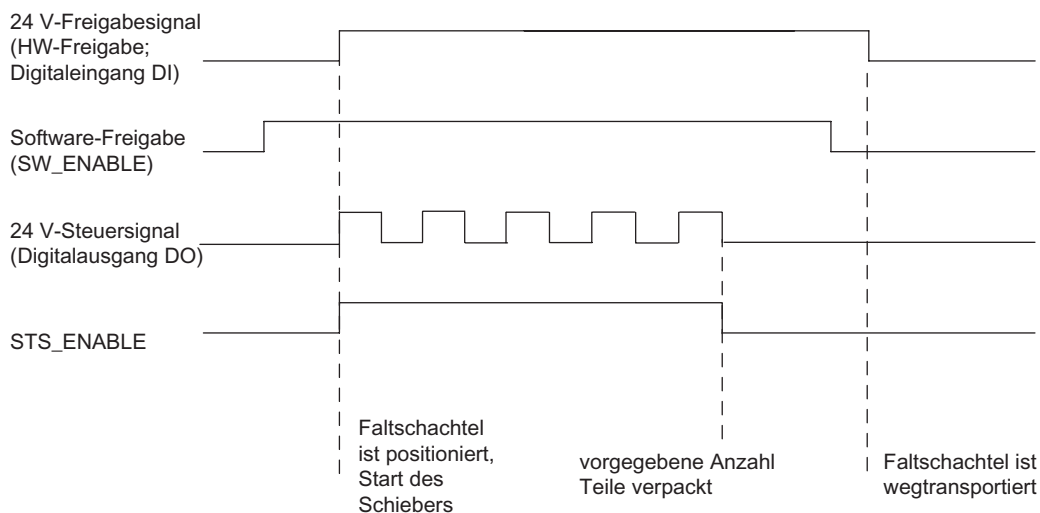 24 V-Freigabesignal
(HW-Freigabe;
Digitaleingang DI)
Software-Freigabe
(SW_ENABLE)
24 V-Steuersignal
(Digitalausgang DO)
STS_ENABLE
Faltschachtel
ist positioniert,
Start des
Schiebers
vorgegebene Anzahl
Teile verpackt
Faltschachtel ist
wegtransportiert